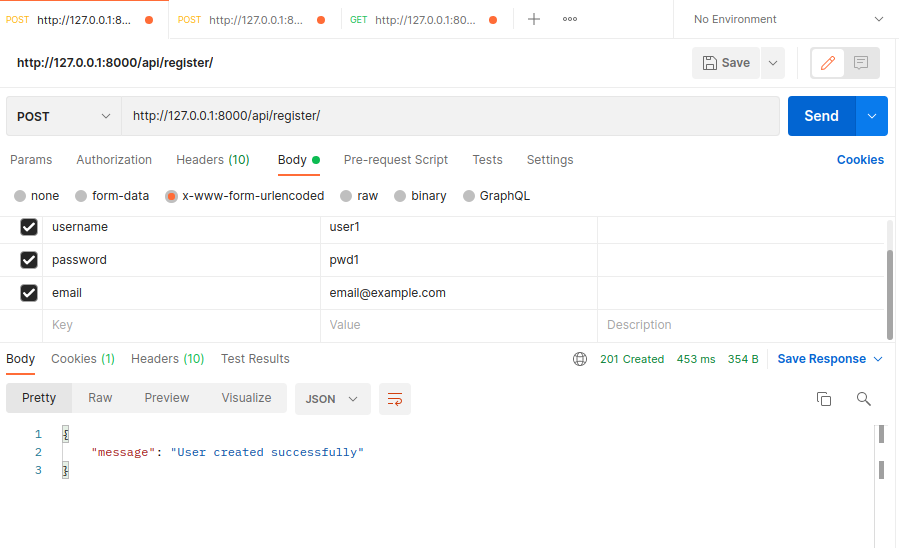 POST http://127.0.0.1:8... POST http://127.0.0.1:8... GET http://127.0.0.1:80... No Environment
http://127.0.0.1:8000/api/register/ Save
POST http://127.0.0.1:8000/api/register/ Send
Params Authorization Headers (10) Body Pre-request Script Tests Settings Cookies
none form-data x-www-form-urlencoded raw binary GraphQL
username user1
password pwd1
email email@example.com
Key Value Description
Body Cookies (1) Headers (10) Test Results 201 Created 453 ms 354 B Save Response
Pretty Raw Preview Visualize JSON
1 {
2 "message": "User created successfully"
3 }